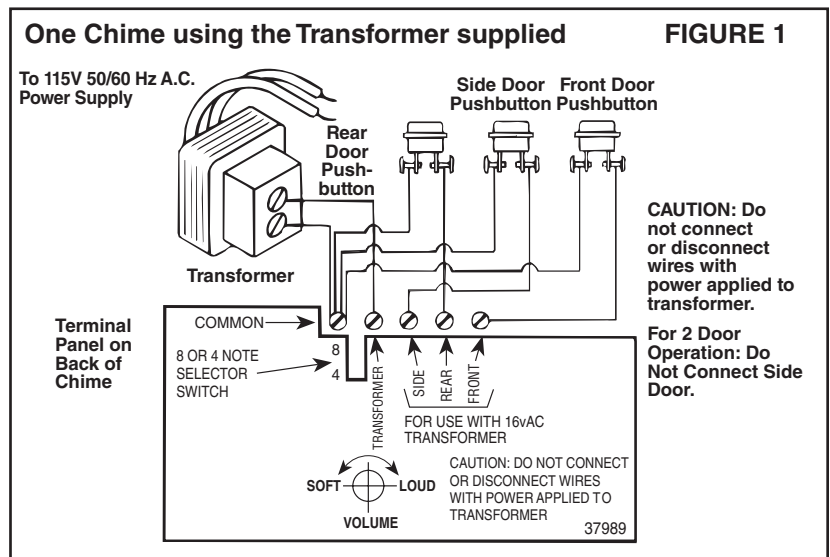 One Chime using the Transformer supplied
FIGURE 1
To 115V 50/60 Hz A.C.
Power Supply
Rear
Door
Push-
button
Side Door
Pushbutton
Front Door
Pushbutton
Transformer
CAUTION: Do
not connect
or disconnect
wires with
power applied to
transformer.
For 2 Door
Operation: Do
Not Connect Side
Door.
Terminal
Panel on
Back of
Chime
COMMON
8 OR 4 NOTE
SELECTOR
SWITCH
8
4
TRANSFORMER
SIDE
REAR
FRONT
FOR USE WITH 16vAC
TRANSFORMER
SOFT
LOUD
VOLUME
CAUTION: DO NOT CONNECT
OR DISCONNECT WIRES
WITH POWER APPLIED TO
TRANSFORMER
37989